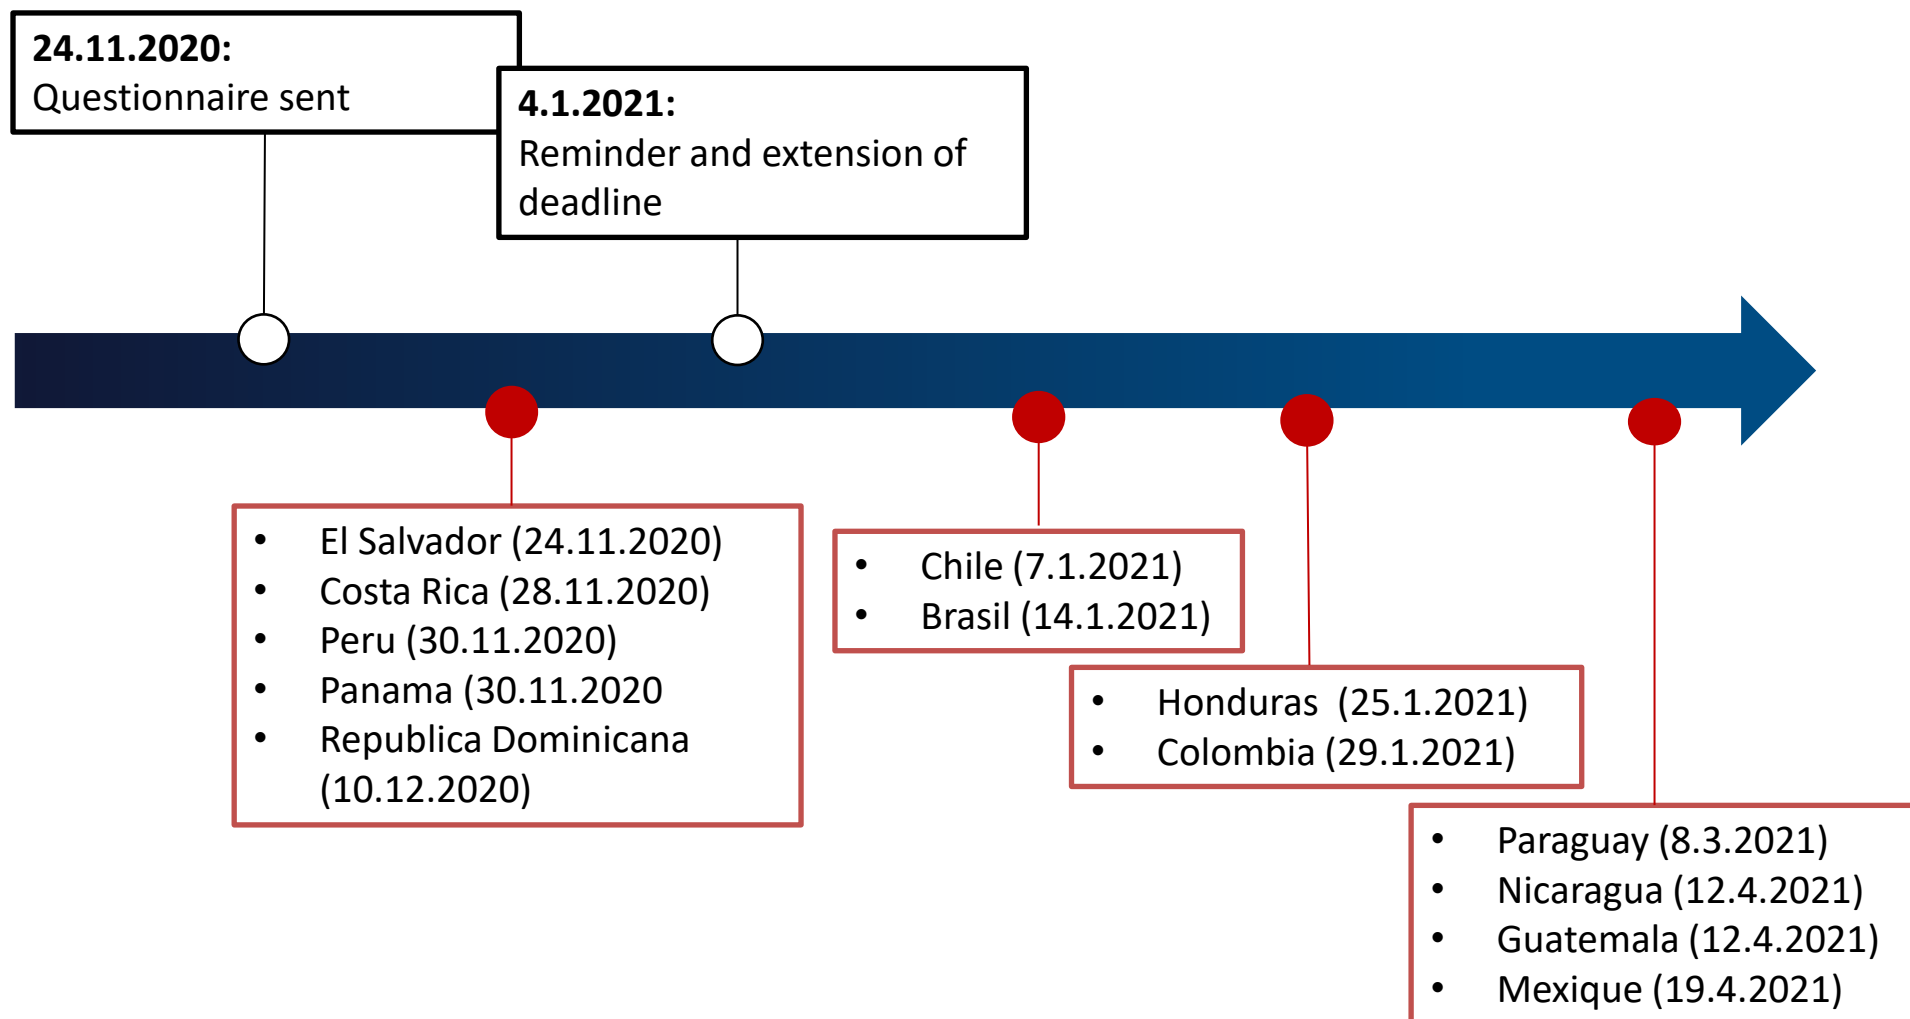 24.11.2020:
Questionnaire sent
4.1.2021:
Reminder and extension of
deadline
• El Salvador (24.11.2020)
• Costa Rica (28.11.2020)
• Peru (30.11.2020)
• Panama (30.11.2020
• Republica Dominicana
(10.12.2020)
• Chile (7.1.2021)
• Brasil (14.1.2021)
• Honduras  (25.1.2021)
• Colombia (29.1.2021)
• Paraguay (8.3.2021)
• Nicaragua (12.4.2021)
• Guatemala (12.4.2021)
• Mexique (19.4.2021)